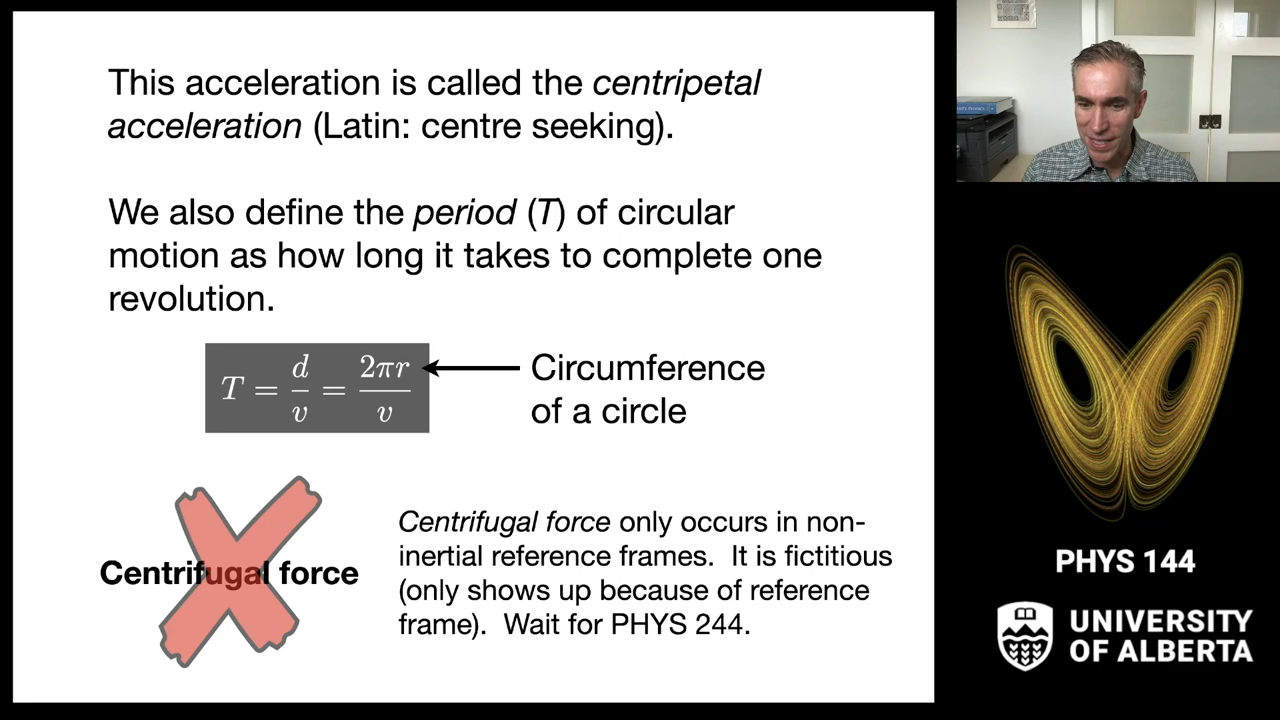 This acceleration is called the centripetal
acceleration (Latin: centre seeking).
We also define the period (T) of circular
motion as how long it takes to complete one
revolution.
T = d/v = 2πr/v
Circumference
of a circle
Centrifugal force
Centrifugal force only occurs in non-
inertial reference frames. It is fictitious
(only shows up because of reference
frame). Wait for PHYS 244.
PHYS 144
UNIVERSITY
OF ALBERTA